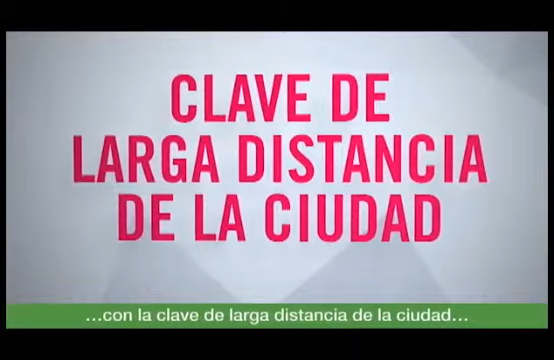 CLAVE DE
LARGA DISTANCIA
DE LA CIUDAD
...con la clave de larga distancia de la ciudad...